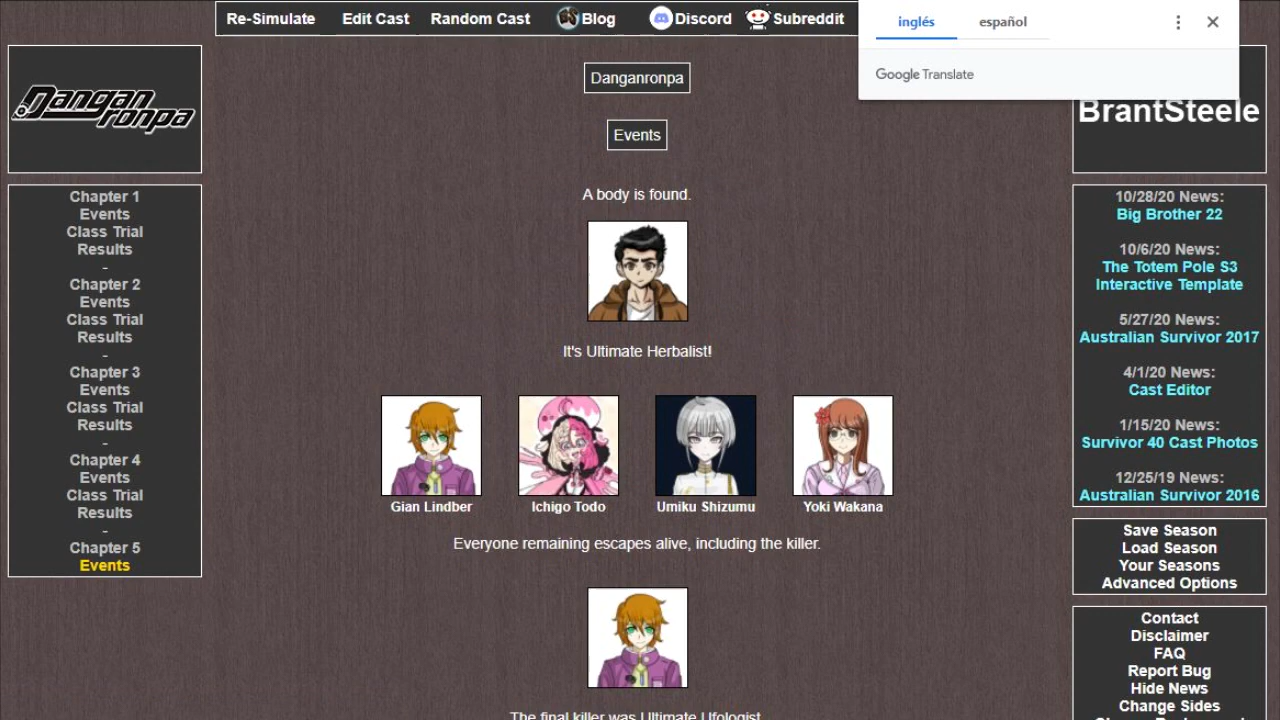 Re-Simulate Edit Cast Random Cast Blog Discord Subreddit
inglés español
Google Translate
Dangan
ronpa
BrantSteele
Chapter 1
Events
Class Trial
Results
-
Chapter 2
Events
Class Trial
Results
-
Chapter 3
Events
Class Trial
Results
-
Chapter 4
Events
Class Trial
Results
-
Chapter 5
Events
Danganronpa
Events
A body is found.
It's Ultimate Herbalist!
Gian Lindber Ichigo Todo Umiku Shizumu Yoki Wakana
Everyone remaining escapes alive, including the killer.
The final killer was Ultimate Ufologist
10/28/20 News:
Big Brother 22
10/6/20 News:
The Totem Pole S3
Interactive Template
5/27/20 News:
Australian Survivor 2017
4/1/20 News:
Cast Editor
1/15/20 News:
Survivor 40 Cast Photos
12/25/19 News:
Australian Survivor 2016
Save Season
Load Season
Your Seasons
Advanced Options
Contact
Disclaimer
FAQ
Report Bug
Hide News
Change Sides